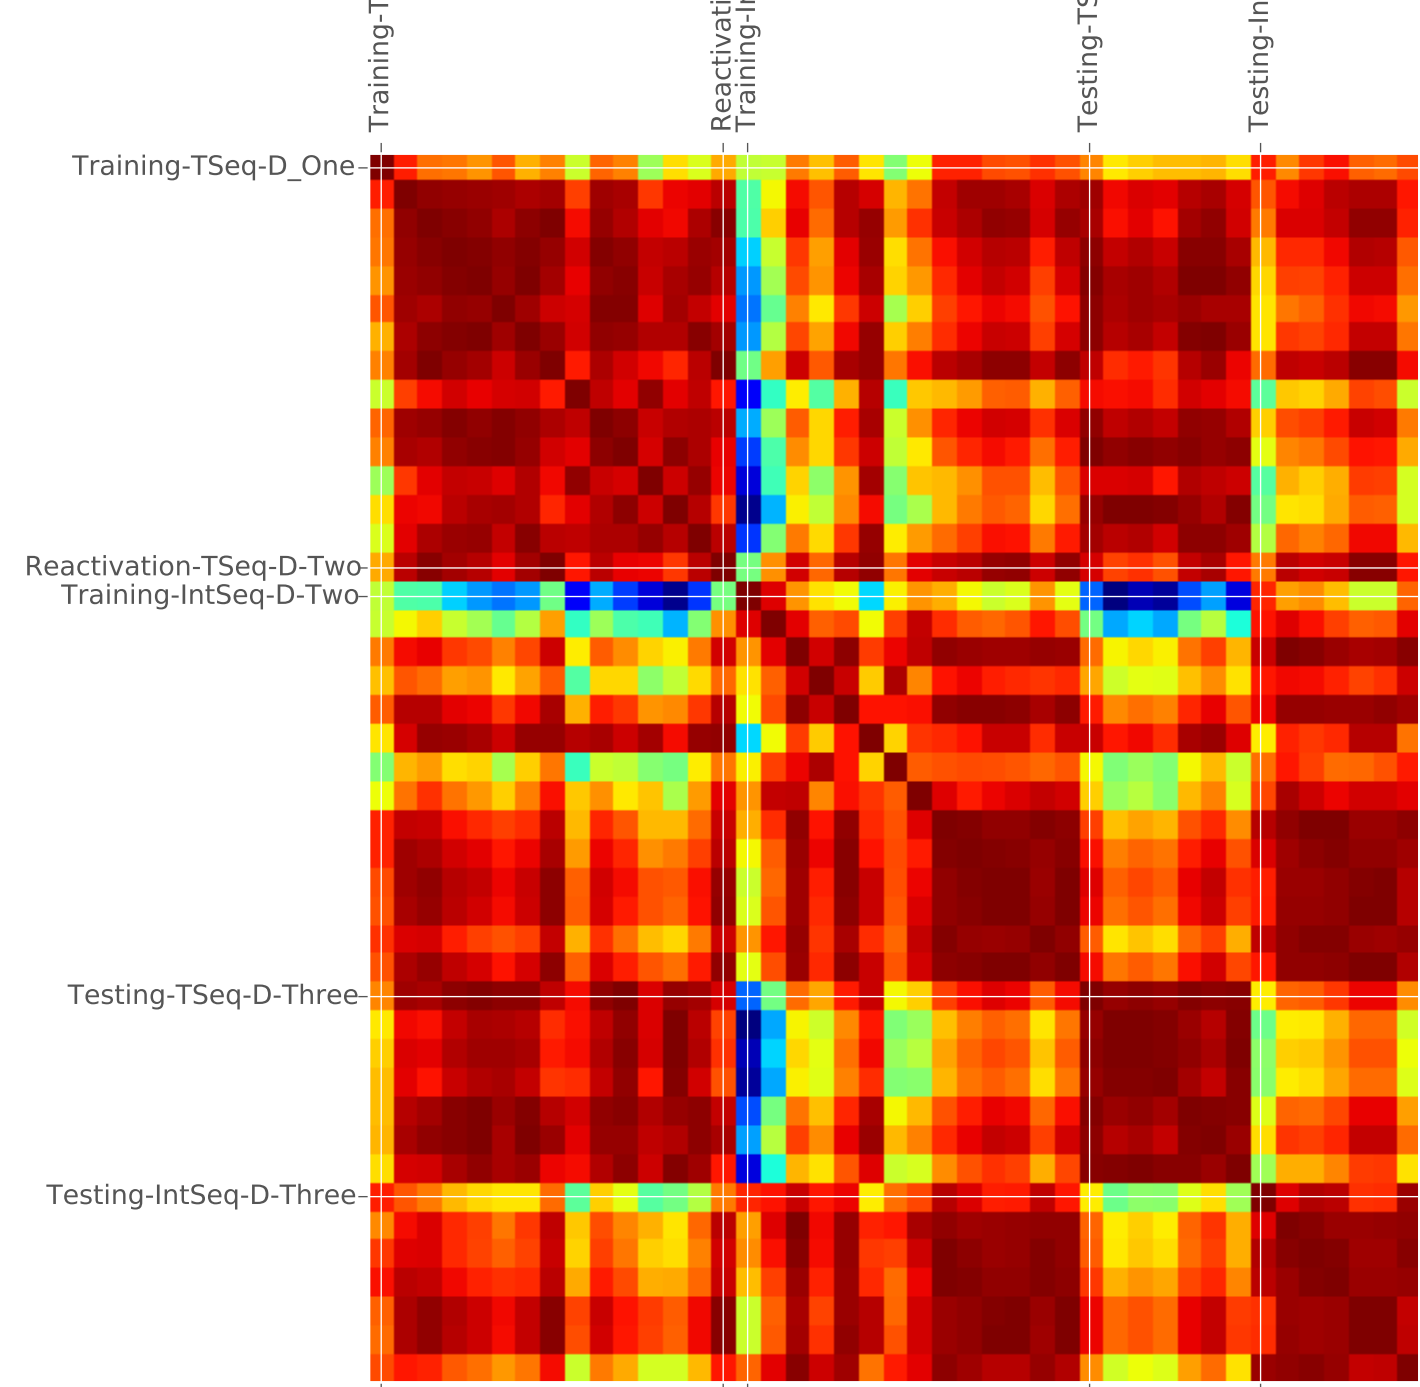 Training-T
Reactivati
Training-I
Testing-TS
Testing-In
Training-TSeq-D_One
Reactivation-TSeq-D-Two
Training-IntSeq-D-Two
Testing-TSeq-D-Three
Testing-IntSeq-D-Three